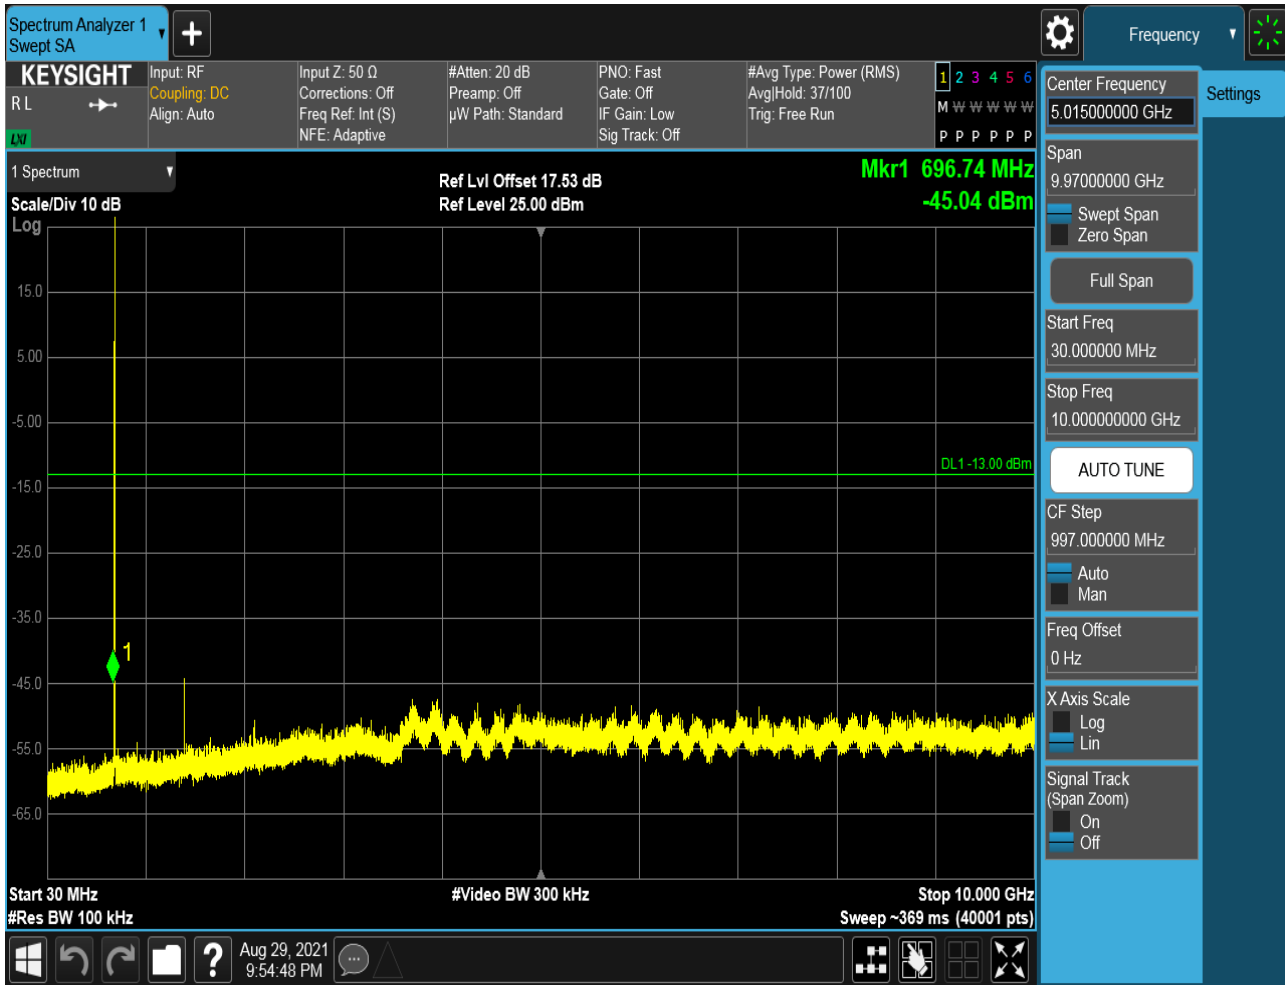 Spectrum Analyzer 1
Swept SA
+
Frequency
KEYSIGHT
R L
LXI
Input: RF
Coupling: DC
Align: Auto
Input Z: 50 Ω
Corrections: Off
Freq Ref: Int (S)
NFE: Adaptive
#Atten: 20 dB
Preamp: Off
µW Path: Standard
PNO: Fast
Gate: Off
IF Gain: Low
Sig Track: Off
#Avg Type: Power (RMS)
Avg|Hold: 37/100
Trig: Free Run
1 2 3 4 5 6
M W W W W W
P P P P P P
1 Spectrum
Scale/Div 10 dB
Log
Ref Lvl Offset 17.53 dB
Ref Level 25.00 dBm
Mkr1 696.74 MHz
-45.04 dBm
15.0
5.00
-5.00
DL1 -13.00 dBm
-15.0
-25.0
-35.0
1
-45.0
-55.0
-65.0
Start 30 MHz
#Video BW 300 kHz
Stop 10.000 GHz
#Res BW 100 kHz
Sweep ~369 ms (40001 pts)
?
Aug 29, 2021
9:54:48 PM
Center Frequency
5.015000000 GHz
Settings
Span
9.97000000 GHz
Swept Span
Zero Span
Full Span
Start Freq
30.000000 MHz
Stop Freq
10.000000000 GHz
AUTO TUNE
CF Step
997.000000 MHz
Auto
Man
Freq Offset
0 Hz
X Axis Scale
Log
Lin
Signal Track
(Span Zoom)
On
Off